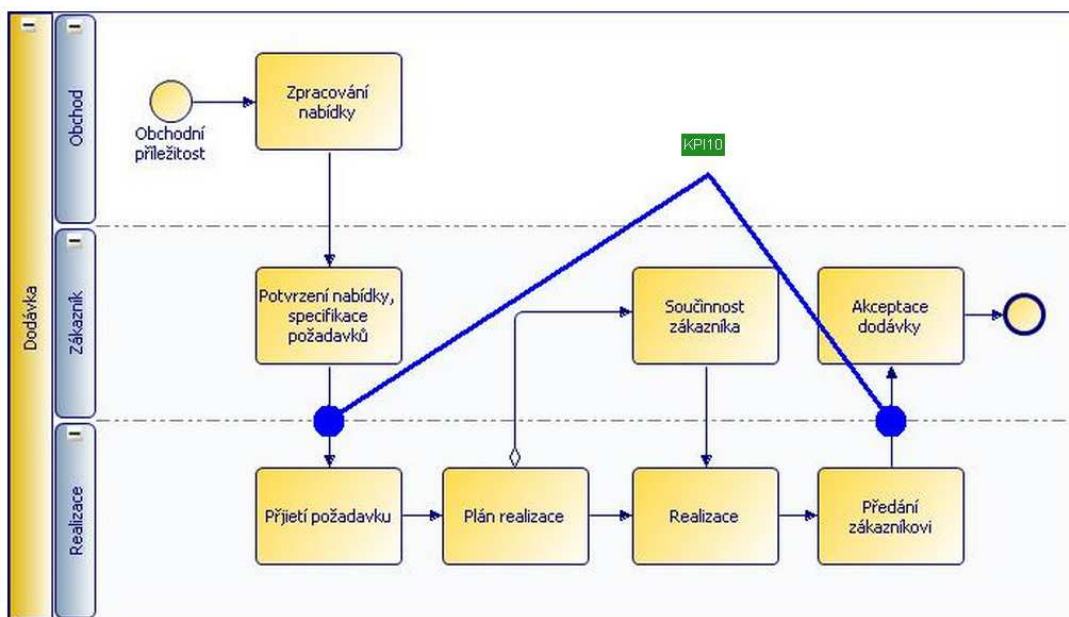 Dodávka
Obchod
Zpracování
nabídky
Obchodní
příležitost
KPI10
Zákazník
Potvrzení nabídky,
specifikace
požadavků
Součinnost
zákazníka
Akceptace
dodávky
Realizace
Přjietí požadavku
Plán realizace
Realizace
Předání
zákazníkovi